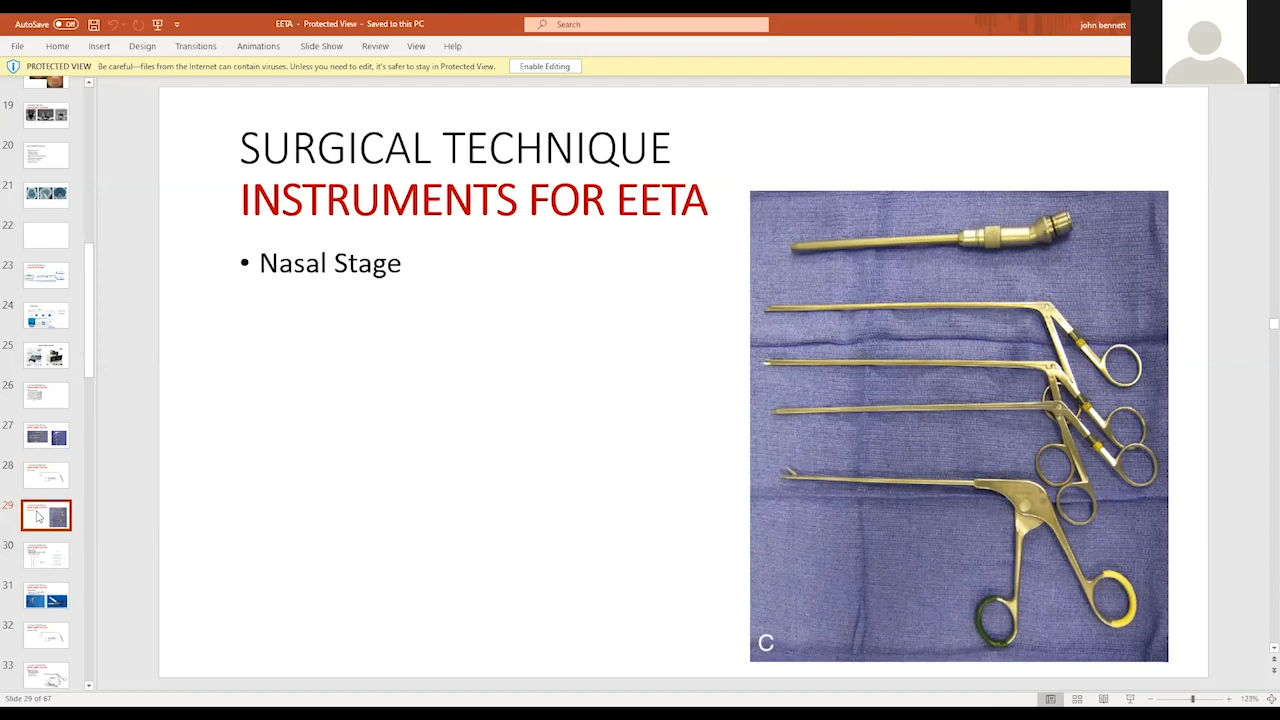 AutoSave Off
EETA - Protected View - Saved to this PC
Search
john bennett
File Home Insert Design Transitions Animations Slide Show Review View Help
PROTECTED VIEW Be careful—files from the Internet can contain viruses. Unless you need to edit, it's safer to stay in Protected View. Enable Editing
19
20
21
24
25
26
27
28
29
30
31
32
33
SURGICAL TECHNIQUE
INSTRUMENTS FOR EETA
• Nasal Stage
C
Slide 29 of 67
123%